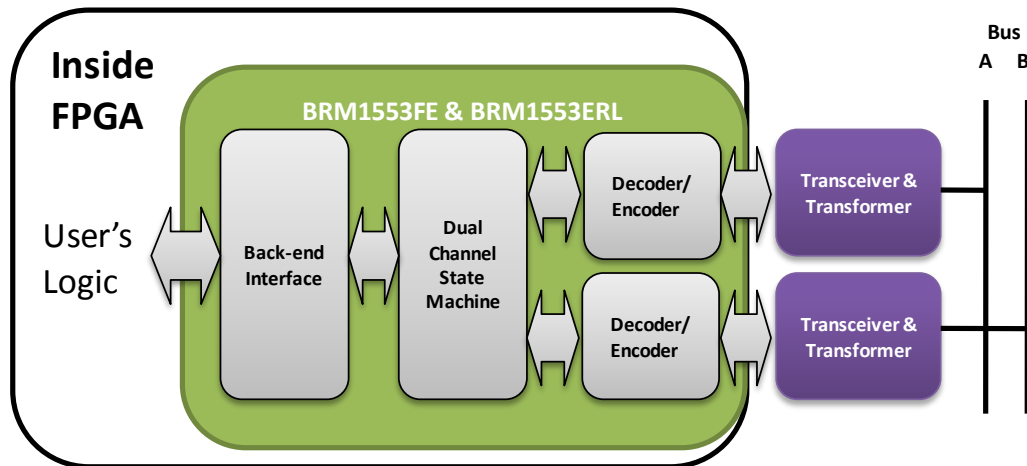 Inside
FPGA
BRM1553FE & BRM1553ERL
User's
Logic
Back-end
Interface
Dual
Channel
State
Machine
Decoder/
Encoder
Decoder/
Encoder
Transceiver &
Transformer
Transceiver &
Transformer
Bus
A B